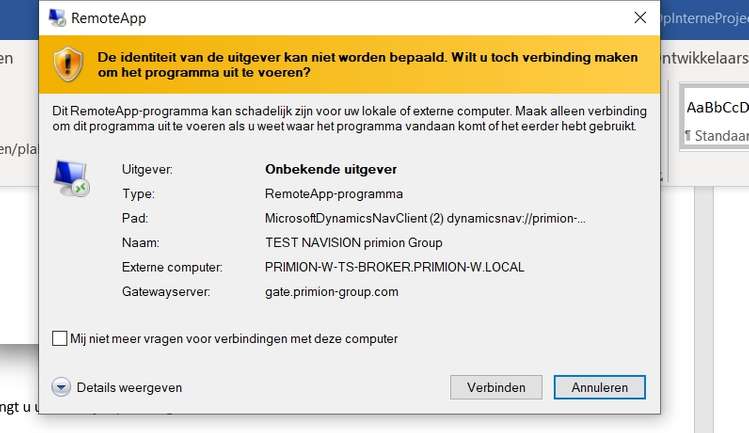 RemoteApp
OpInterneProjec
De identiteit van de uitgever kan niet worden bepaald. Wilt u toch verbinding maken
om het programma uit te voeren?
en
ntwikkelaars
Dit RemoteApp-programma kan schadelijk zijn voor uw lokale of externe computer. Maak alleen verbinding
om dit programma uit te voeren als u weet waar het programma vandaan komt of het eerder hebt gebruikt.
AaBbCcD
¶ Standaar
en/plai
Uitgever: Onbekende uitgever
Type: RemoteApp-programma
Pad: MicrosoftDynamicsNavClient (2) dynamicsnav://primion-...
Naam: TEST NAVISION primion Group
Externe computer: PRIMION-W-TS-BROKER.PRIMION-W.LOCAL
Gatewayserver: gate.primion-group.com
Mij niet meer vragen voor verbindingen met deze computer
Details weergeven
Verbinden
Annuleren
ngt u